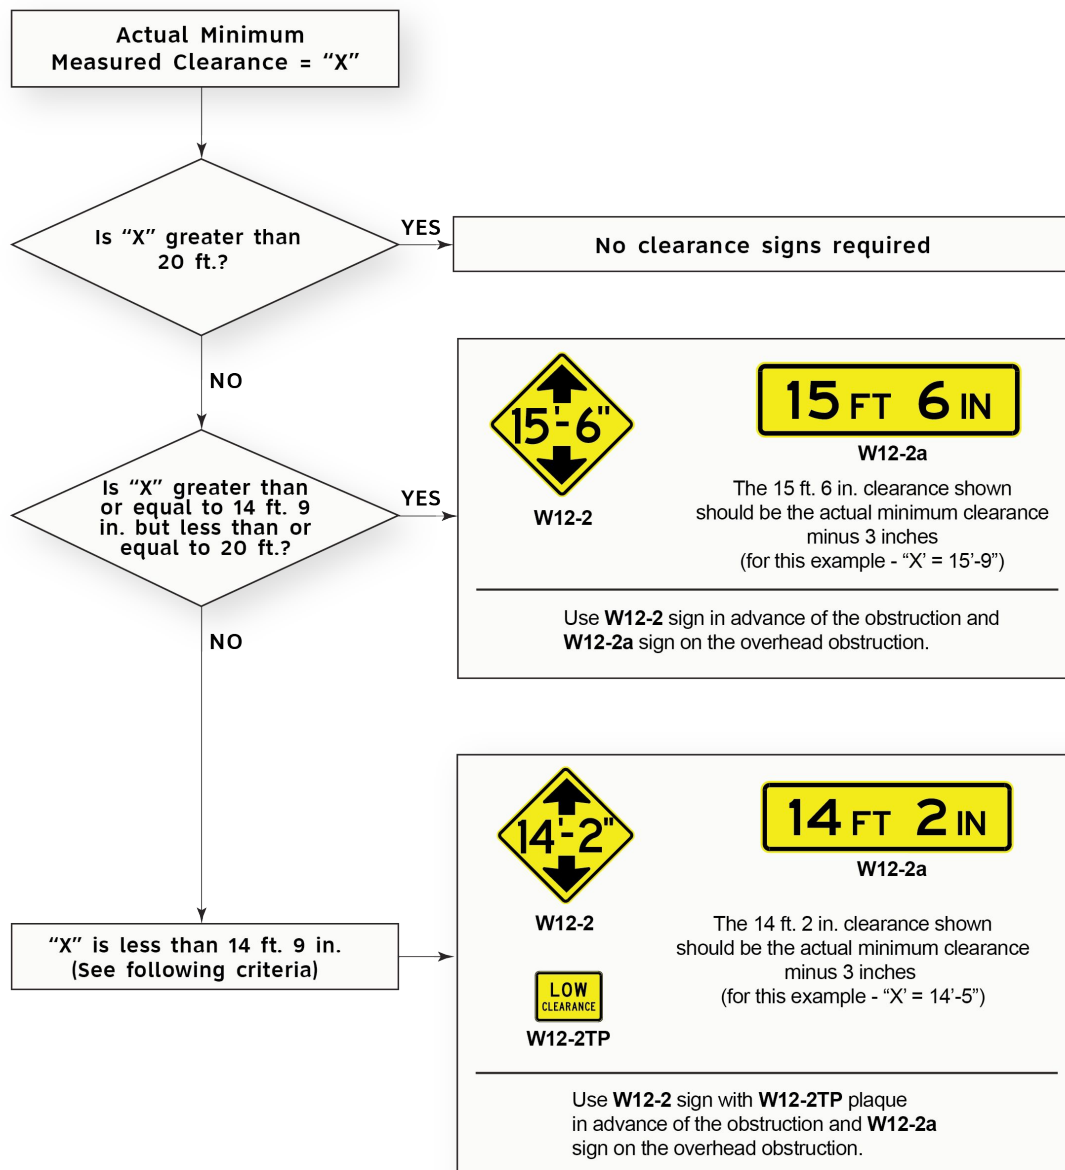 Actual Minimum
Measured Clearance = “X”
Is “X” greater than
20 ft.?
YES
No clearance signs required
NO
Is “X” greater than
or equal to 14 ft. 9
in. but less than or
equal to 20 ft.?
YES
15'-6"
W12-2
15 FT 6 IN
W12-2a
The 15 ft. 6 in. clearance shown
should be the actual minimum clearance
minus 3 inches
(for this example - “X’ = 15’-9”)
Use W12-2 sign in advance of the obstruction and
W12-2a sign on the overhead obstruction.
NO
“X” is less than 14 ft. 9 in.
(See following criteria)
14'-2"
W12-2
LOW
CLEARANCE
W12-2TP
14 FT 2 IN
W12-2a
The 14 ft. 2 in. clearance shown
should be the actual minimum clearance
minus 3 inches
(for this example - “X’ = 14’-5”)
Use W12-2 sign with W12-2TP plaque
in advance of the obstruction and W12-2a
sign on the overhead obstruction.